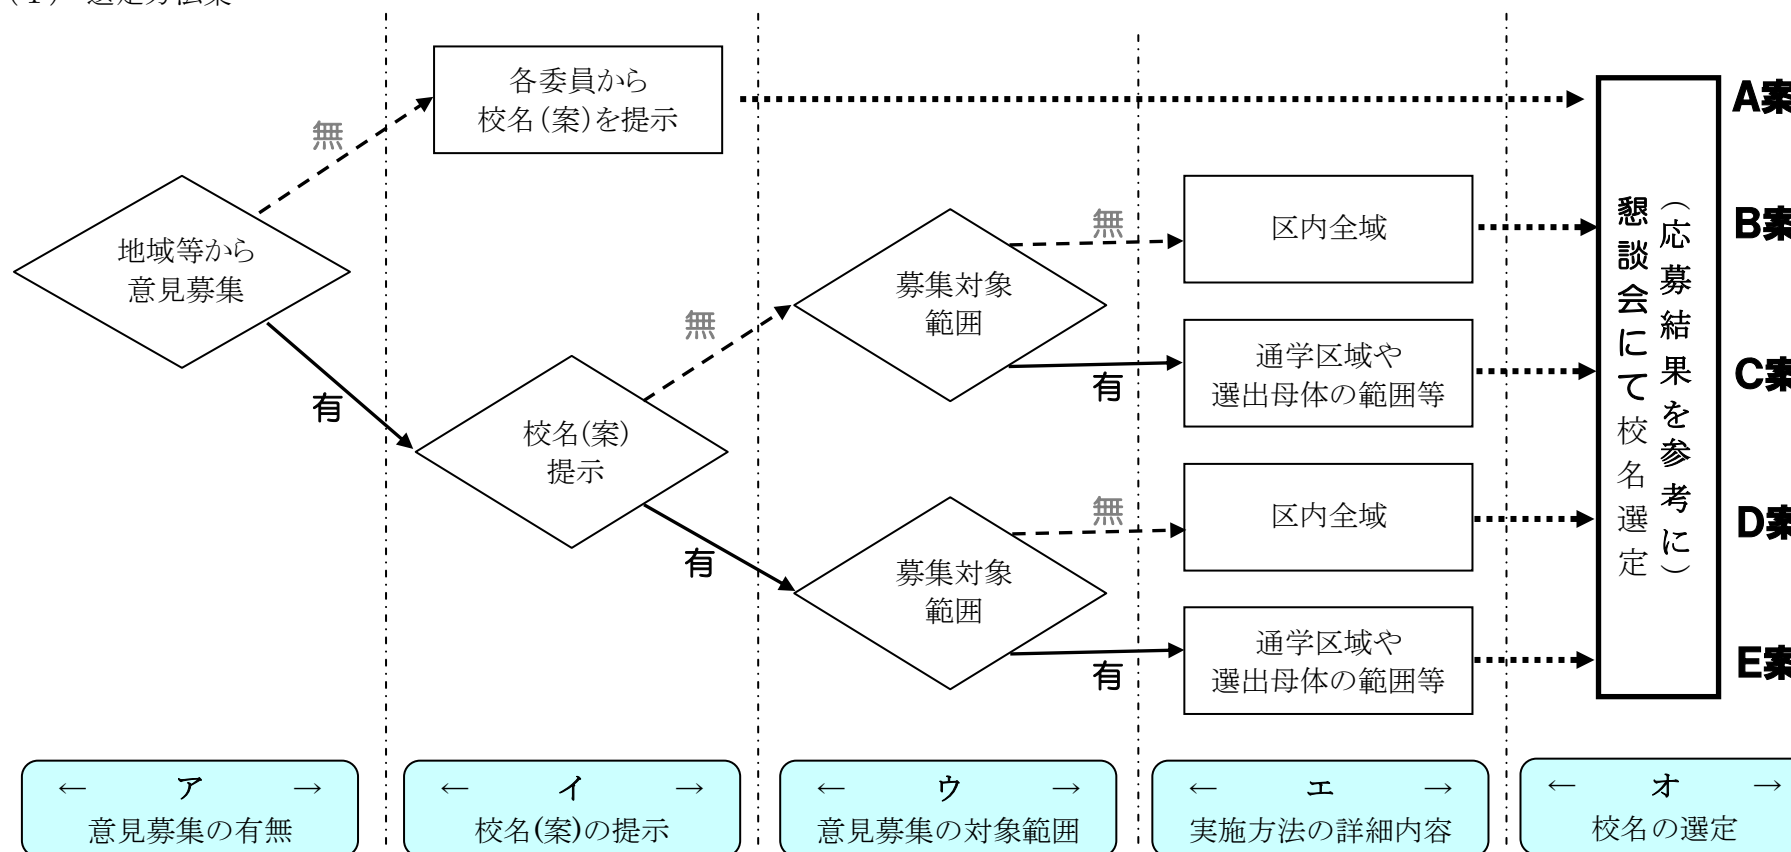 各委員から
校名(案)を提示
A案
無
地域等から
意見募集
有
校名(案)
提示
無
有
募集対象
範囲
無
有
区内全域
B案
通学区域や
選出母体の範囲等
C案
募集対象
範囲
無
有
区内全域
D案
通学区域や
選出母体の範囲等
E案
(応募結果を参考に)
懇談会にて校名選定
← ア →
意見募集の有無
← イ →
校名(案)の提示
← ウ →
意見募集の対象範囲
← エ →
実施方法の詳細内容
← オ →
校名の選定